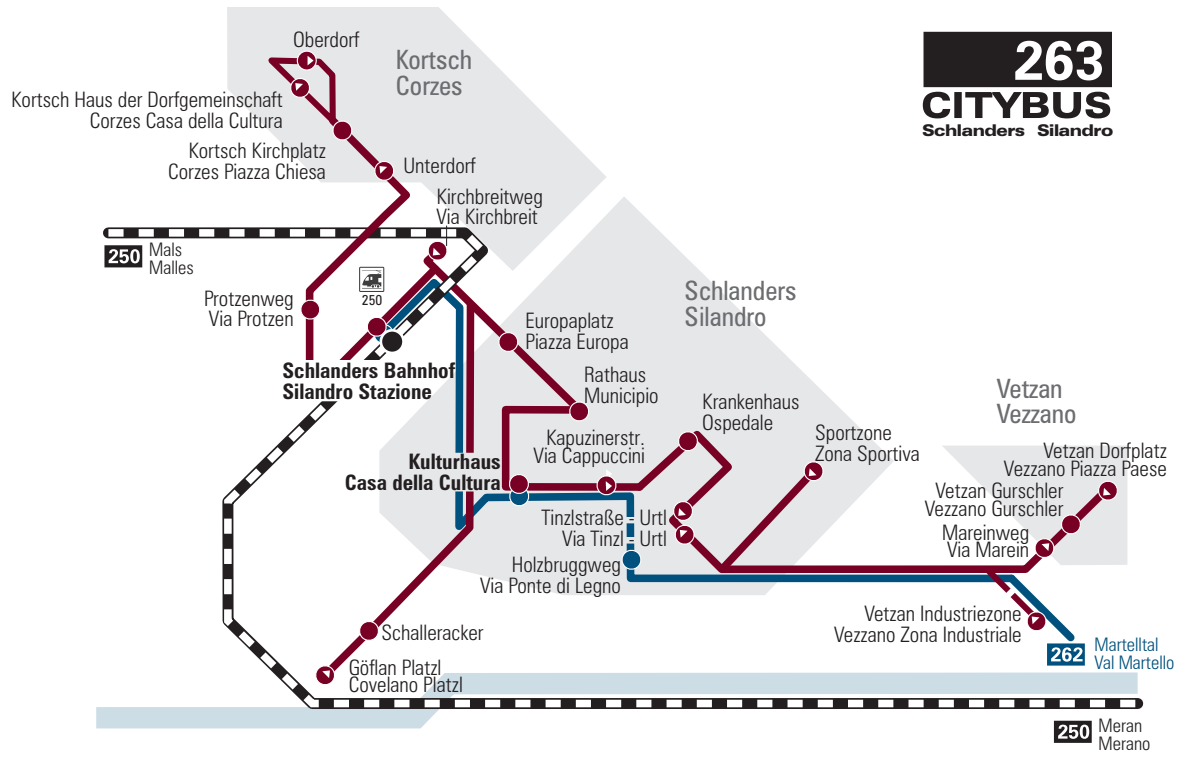 263
CITYBUS
Schlanders Silandro
Oberdorf
Kortsch
Corzes
Kortsch Haus der Dorfgemeinschaft
Corzes Casa della Cultura
Kortsch Kirchplatz
Corzes Piazza Chiesa
Unterdorf
Kirchbreitweg
Via Kirchbreit
250
Mals
Malles
250
Protzenweg
Via Protzen
Schlanders Bahnhof
Silandro Stazione
Schlanders
Silandro
Europaplatz
Piazza Europa
Rathaus
Municipio
Krankenhaus
Ospedale
Kapuzinerstr.
Via Cappuccini
Sportzone
Zona Sportiva
Vetzan
Vezzano
Vetzan Dorfplatz
Vezzano Piazza Paese
Vetzan Gurschler
Vezzano Gurschler
Mareinweg
Via Marein
Kulturhaus
Casa della Cultura
Tinzlstraße - Urtl
Via Tinzl - Urtl
Holzbruggweg
Via Ponte di Legno
Vetzan Industriezone
Vezzano Zona Industriale
262
Martelltal
Val Martello
Schalleracker
Göflan Platzl
Covelano Platzl
250
Meran
Merano